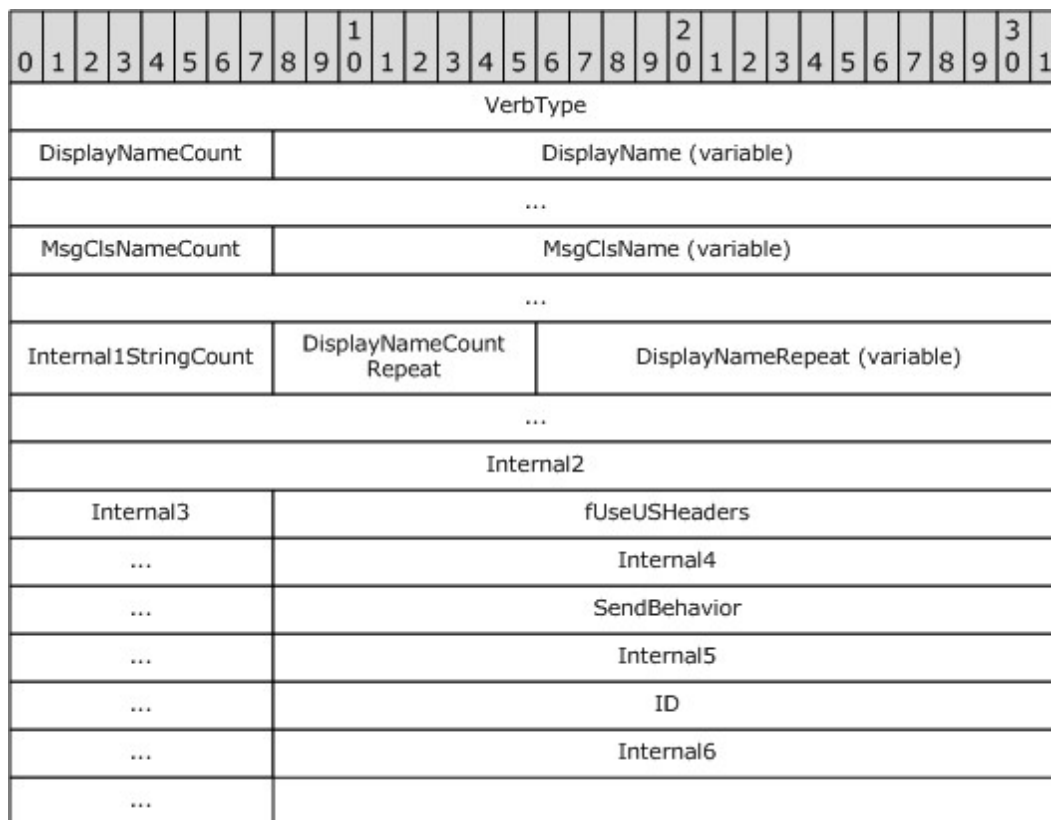 1 2 3
0 1 2 3 4 5 6 7 8 9 0 1 2 3 4 5 6 7 8 9 0 1 2 3 4 5 6 7 8 9 0 1
VerbType
DisplayNameCount DisplayName (variable)
...
MsgClsNameCount MsgClsName (variable)
...
Internal1StringCount DisplayNameCount Repeat DisplayNameRepeat (variable)
...
Internal2
Internal3 fUseUSHeaders
... Internal4
... SendBehavior
... Internal5
... ID
... Internal6
...